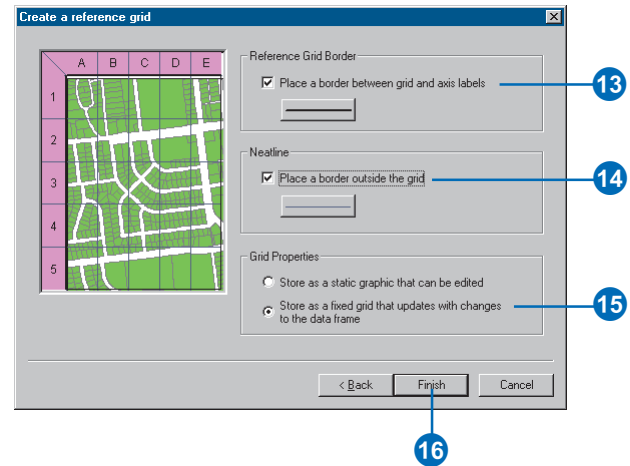 Create a reference grid
A B C D E
1
2
3
4
5
Reference Grid Border
Place a border between grid and axis labels
13
Neatline
Place a border outside the grid
14
Grid Properties
Store as a static graphic that can be edited
Store as a fixed grid that updates with changes
to the data frame
15
< Back Finish Cancel
16